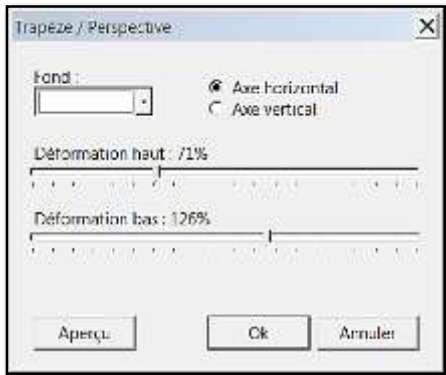 Trapèze / Perspective
Fond :
Axe horizontal
Axe vertical
Déformation haut : 71%
Déformation bas : 126%
Aperçu
Ok
Annuler